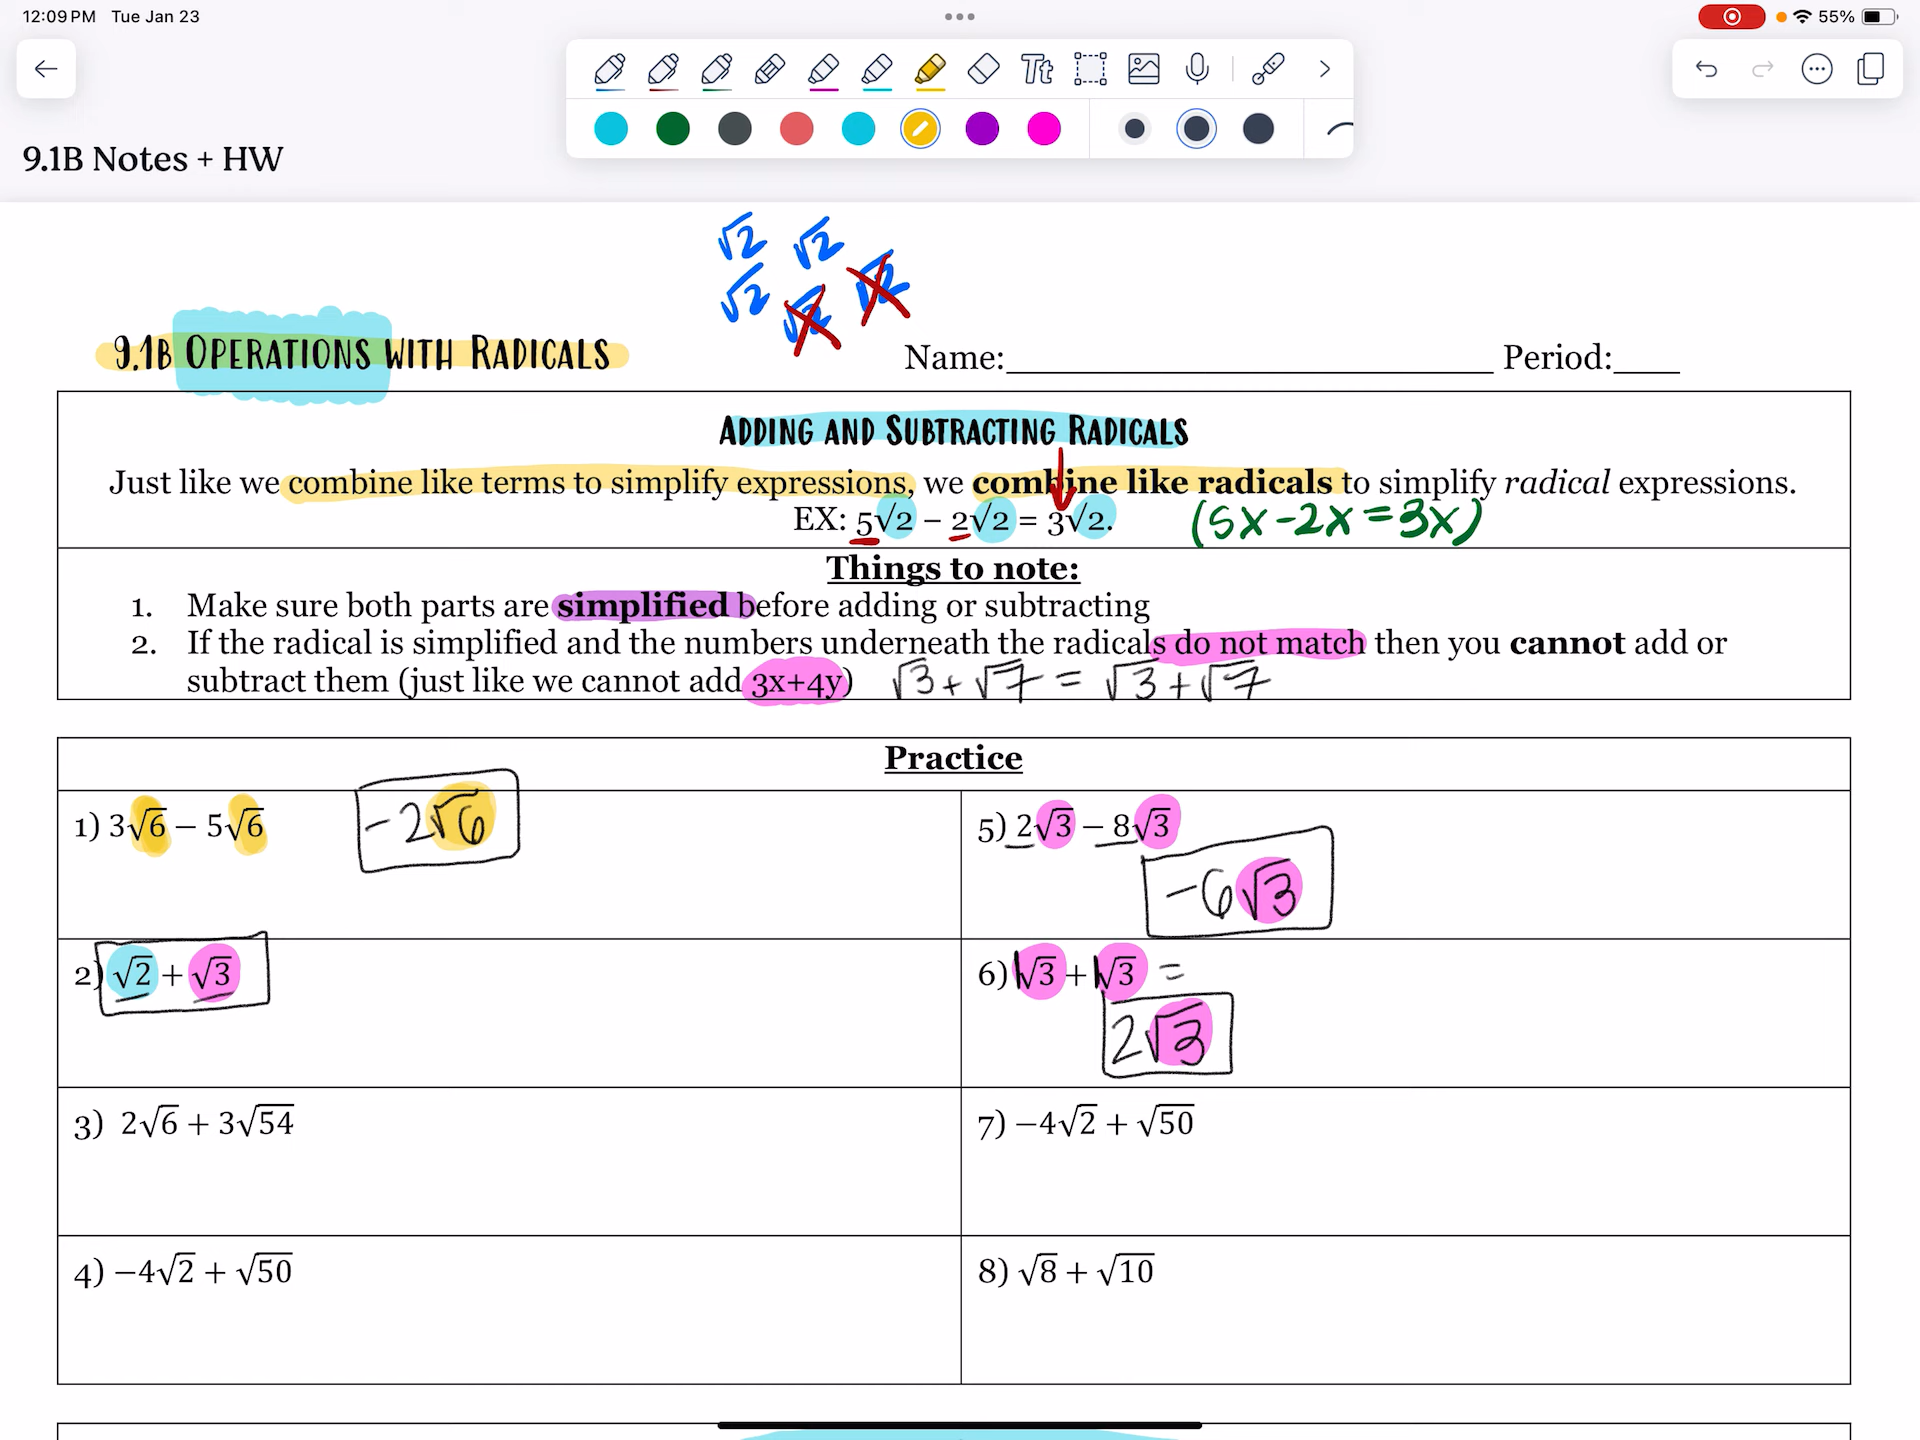 12:09 PM Tue Jan 23
55%
Tt
9.1B Notes + HW
√2 √2
√2 √2 √2
9.1B OPERATIONS WITH RADICALS
Name: Period:
ADDING AND SUBTRACTING RADICALS
Just like we combine like terms to simplify expressions, we combine like radicals to simplify radical expressions.
EX: 5√2 − 2√2 = 3√2. (5x-2x=3x)
Things to note:
1. Make sure both parts are simplified before adding or subtracting
2. If the radical is simplified and the numbers underneath the radicals do not match then you cannot add or
subtract them (just like we cannot add 3x+4y) √3+√7 = √3+√7
Practice
1) 3√6 − 5√6 -2√6
5) 2√3 − 8√3
-6√3
2) √2 + √3
6) 1√3 + 1√3 =
2√3
3) 2√6 + 3√54
7) −4√2 + √50
4) −4√2 + √50
8) √8 + √10